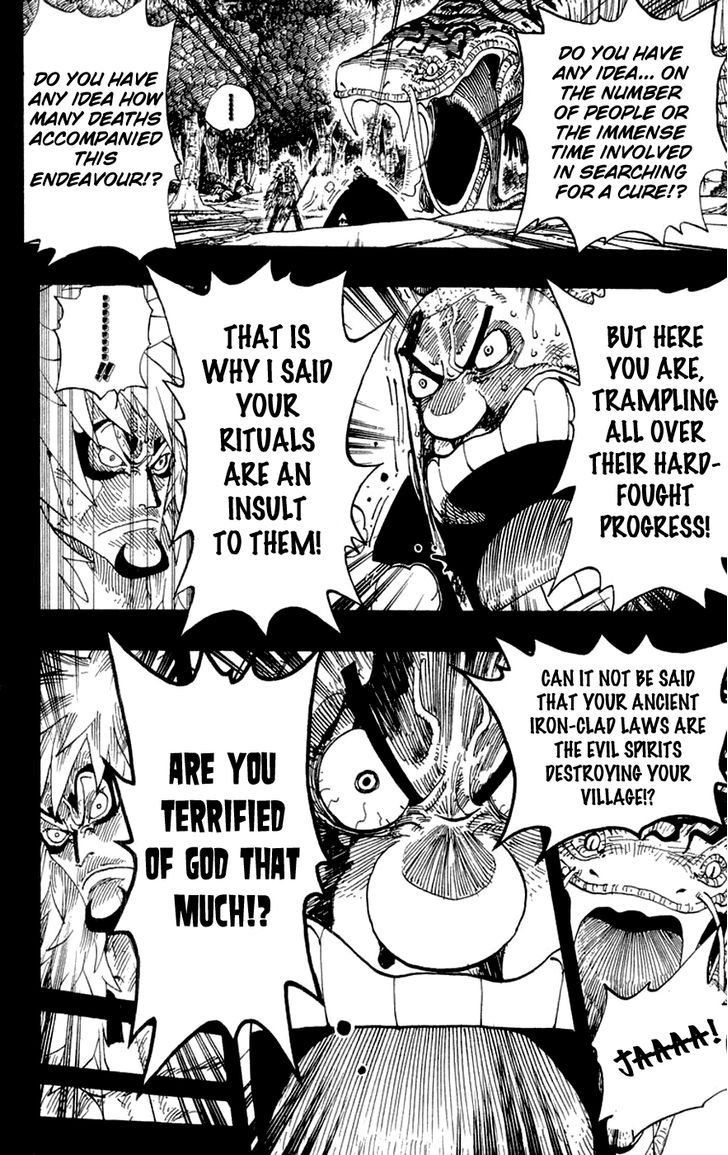 DO YOU HAVE
ANY IDEA... ON
THE NUMBER
OF PEOPLE OR
THE IMMENSE
TIME INVOLVED
IN SEARCHING
FOR A CURE!?
DO YOU HAVE
ANY IDEA HOW
MANY DEATHS
ACCOMPANIED
THIS
ENDEAVOUR!?
BUT HERE
YOU ARE,
TRAMPLING
ALL OVER
THEIR HARD-
FOUGHT
PROGRESS!
THAT IS
WHY I SAID
YOUR
RITUALS
ARE AN
INSULT
TO THEM!
.........!!
CAN IT NOT BE SAID
THAT YOUR ANCIENT
IRON-CLAD LAWS ARE
THE EVIL SPIRITS
DESTROYING YOUR
VILLAGE!?
ARE YOU
TERRIFIED
OF GOD THAT
MUCH!?
JAAAA!